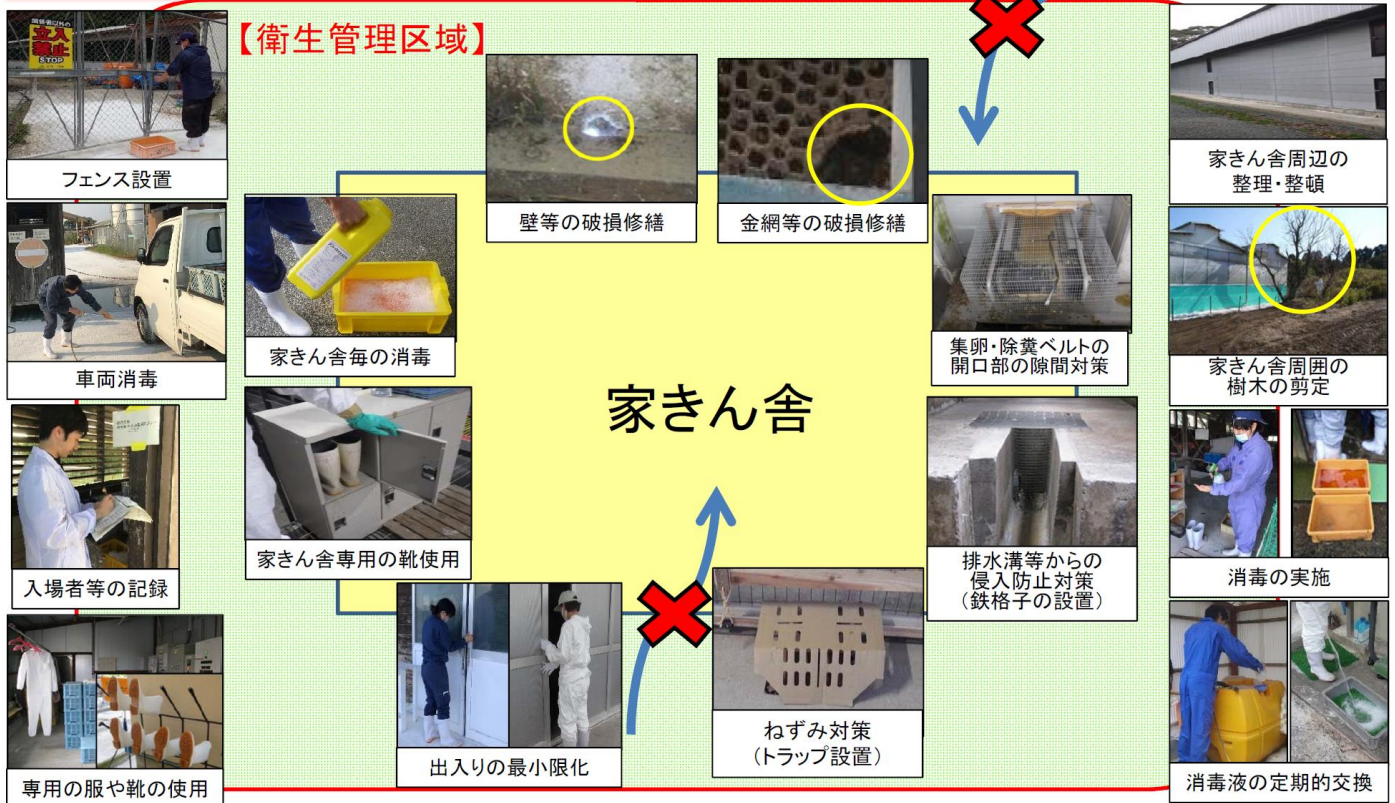 関係者以外の
立入
禁止
STOP
【衛生管理区域】
フェンス設置
壁等の破損修繕
金網等の破損修繕
家きん舎周辺の
整理・整頓
車両消毒
家きん舎毎の消毒
集卵・除糞ベルトの
開口部の隙間対策
家きん舎周囲の
樹木の剪定
家きん舎
入場者等の記録
家きん舎専用の靴使用
排水溝等からの
侵入防止対策
（鉄格子の設置）
消毒の実施
専用の服や靴の使用
出入りの最小限化
ねずみ対策
（トラップ設置）
消毒液の定期的交換